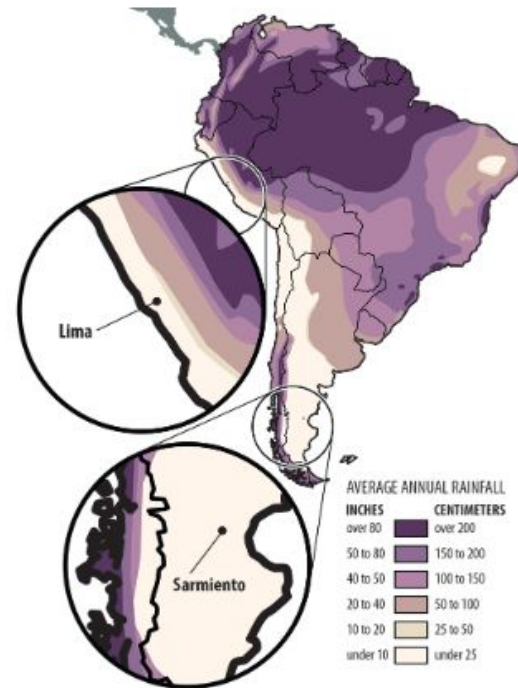 Lima
Sarmiento
AVERAGE ANNUAL RAINFALL
INCHES CENTIMETERS
over 80 over 200
50 to 80 150 to 200
40 to 50 100 to 150
20 to 40 50 to 100
10 to 20 25 to 50
under 10 under 25